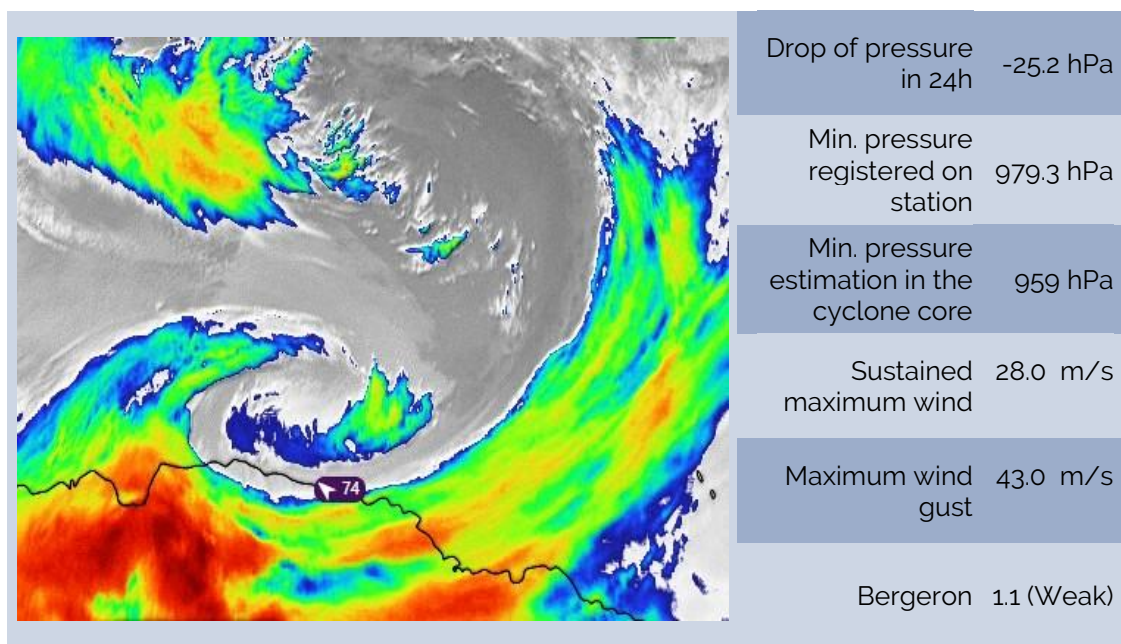 74
Drop of pressure
in 24h
-25.2 hPa
Min. pressure
registered on
station
979.3 hPa
Min. pressure
estimation in the
cyclone core
959 hPa
Sustained
maximum wind
28.0 m/s
Maximum wind
gust
43.0 m/s
Bergeron
1.1 (Weak)